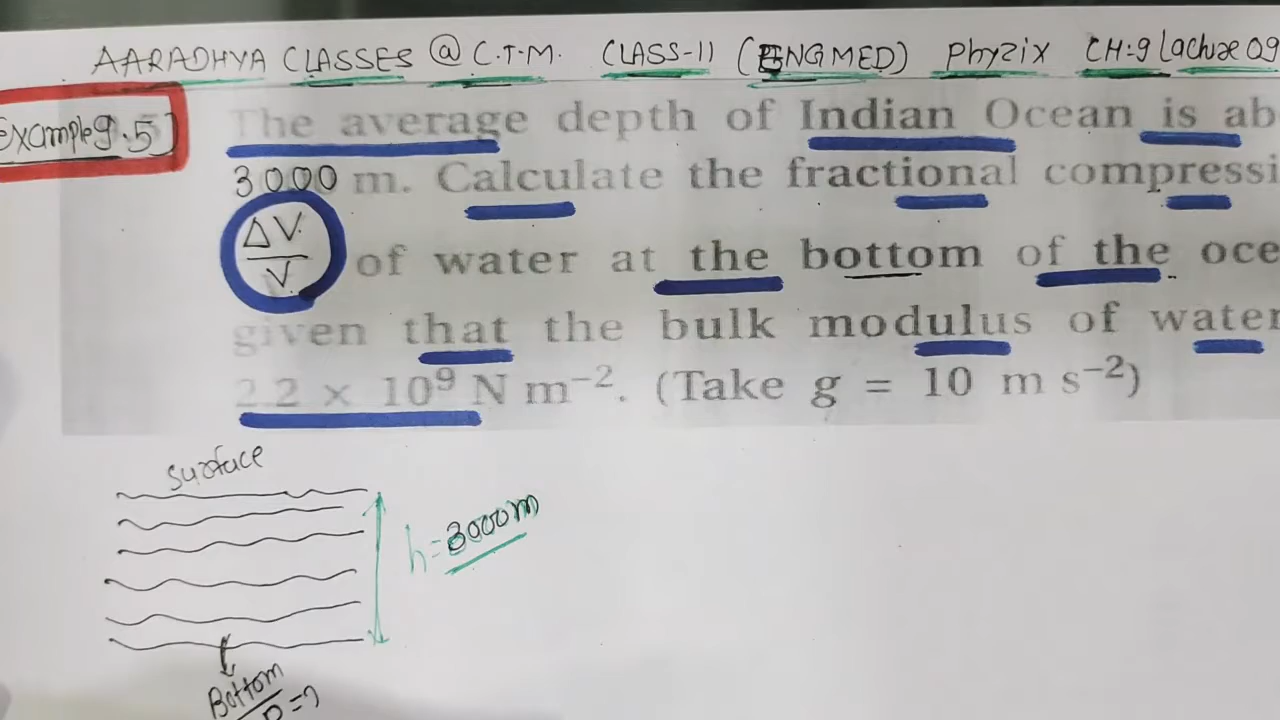 AARADHYA CLASSES @ C.T.M. CLASS-11 (ENG MED) PhyZix CH:9 Lactuae 09
Example 9.5]
The average depth of Indian Ocean is ab
3000 m. Calculate the fractional compressi
ΔV/V of water at the bottom of the oce
given that the bulk modulus of water
2.2 × 10⁹ N m⁻². (Take g = 10 m s⁻²)
Surface
h=3000m
Bottom
P=?